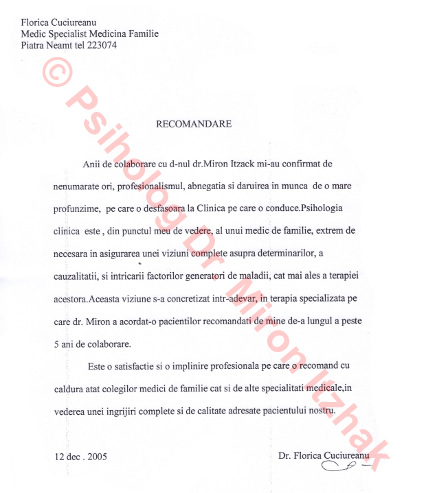 Florica Cuciureanu
Medic Specialist Medicina Familie
Piatra Neamt tel 223074
© Psiholog Dr. Miron Itzhak
RECOMANDARE
Anii de colaborare cu d-nul dr.Miron Itzack mi-au confirmat de
nenumarate ori, profesionalismul, abnegatia si daruirea in munca de o mare
profunzime, pe care o desfasoara la Clinica pe care o conduce.Psihologia
clinica este , din punctul meu de vedere, al unui medic de familie, extrem de
necesara in asigurarea unei viziuni complete asupra determinarilor, a
cauzalitatii, si intricarii factorilor generatori de maladii, cat mai ales a terapiei
acestora.Aceasta viziune s-a concretizat intr-adevar, in terapia specializata pe
care dr. Miron a acordat-o pacientilor recomandati de mine de-a lungul a peste
5 ani de colaborare.
Este o satisfactie si o implinire profesionala pe care o recomand cu
caldura atat colegilor medici de familie cat si de alte specialitati medicale,in
vederea unei ingrijiri complete si de calitate adresate pacientului nostru.
12 dec . 2005
Dr. Florica Cuciureanu